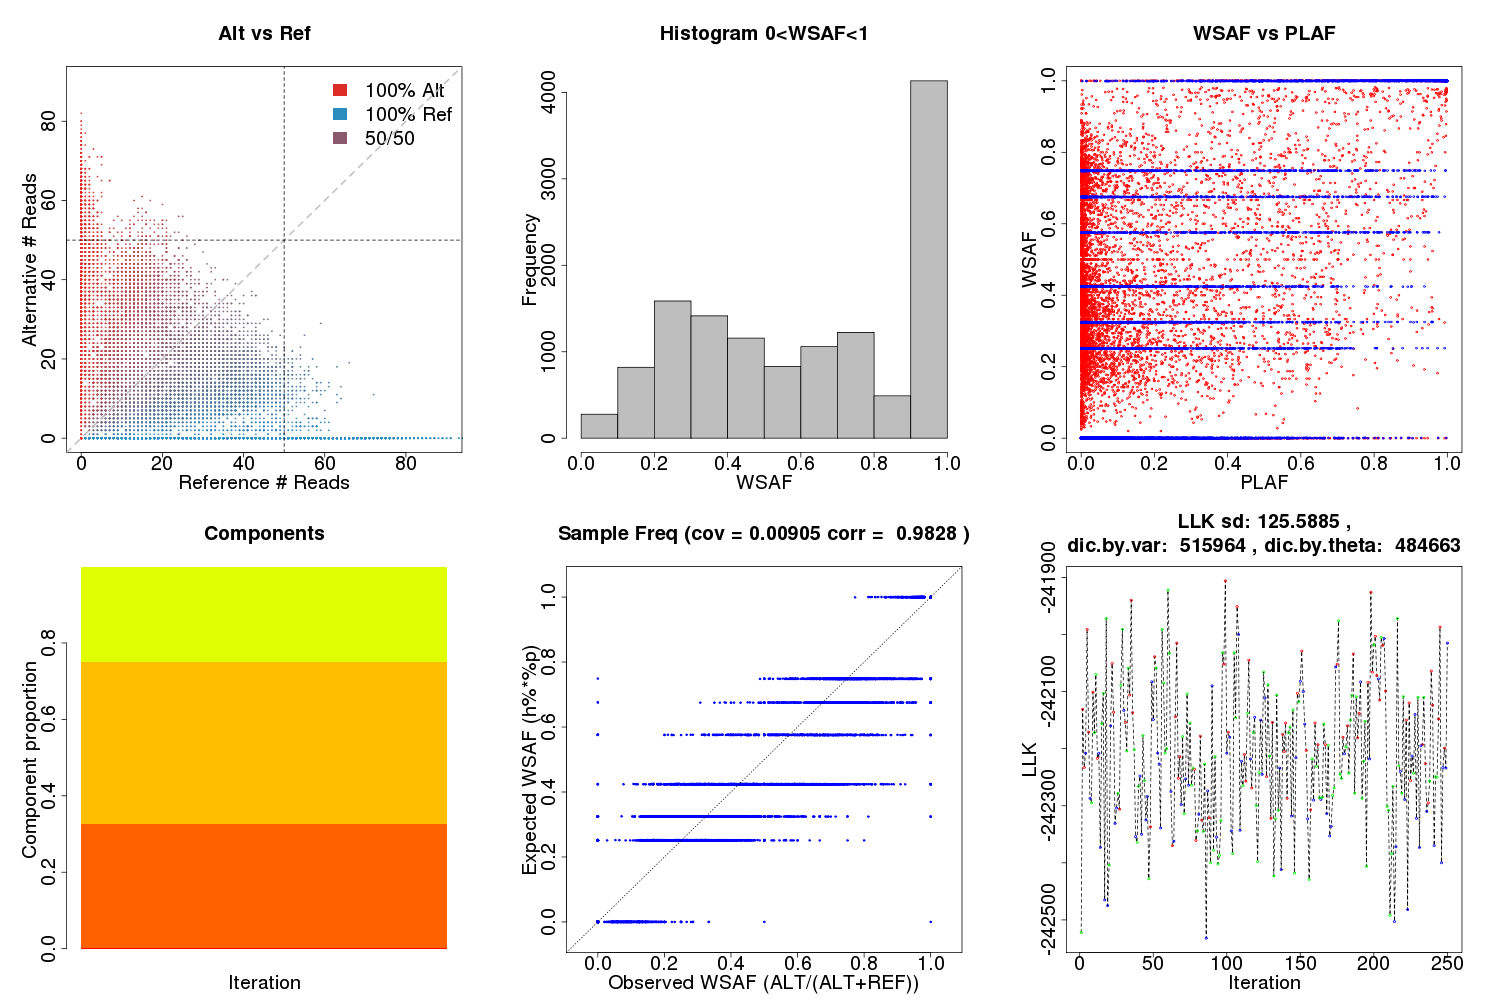 Alt vs Ref
100% Alt
100% Ref
50/50
Alternative # Reads
0 20 40 60 80
0 20 40 60 80
Reference # Reads
Histogram 0<WSAF<1
Frequency
0 1000 2000 3000 4000
0.0 0.2 0.4 0.6 0.8 1.0
WSAF
WSAF vs PLAF
WSAF
0.0 0.2 0.4 0.6 0.8 1.0
0.0 0.2 0.4 0.6 0.8 1.0
PLAF
Components
Component proportion
0.0 0.2 0.4 0.6 0.8
Iteration
Sample Freq (cov = 0.00905 corr = 0.9828 )
Expected WSAF (h%*%p)
0.0 0.2 0.4 0.6 0.8 1.0
0.0 0.2 0.4 0.6 0.8 1.0
Observed WSAF (ALT/(ALT+REF))
LLK sd: 125.5885 ,
dic.by.var: 515964 , dic.by.theta: 484663
LLK
-242500 -242300 -242100 -241900
0 50 100 150 200 250
Iteration